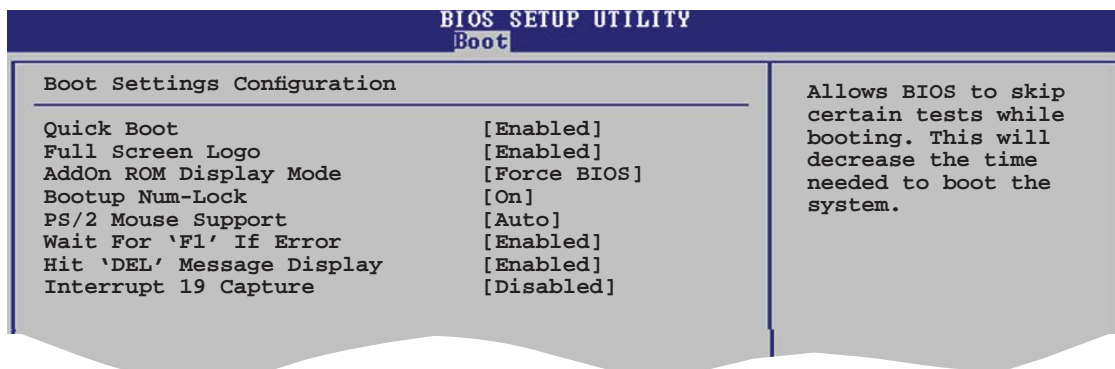 BIOS SETUP UTILITY
Boot
Boot Settings Configuration
Quick Boot [Enabled]
Full Screen Logo [Enabled]
AddOn ROM Display Mode [Force BIOS]
Bootup Num-Lock [On]
PS/2 Mouse Support [Auto]
Wait For ‘F1’ If Error [Enabled]
Hit ‘DEL’ Message Display [Enabled]
Interrupt 19 Capture [Disabled]
Allows BIOS to skip
certain tests while
booting. This will
decrease the time
needed to boot the
system.